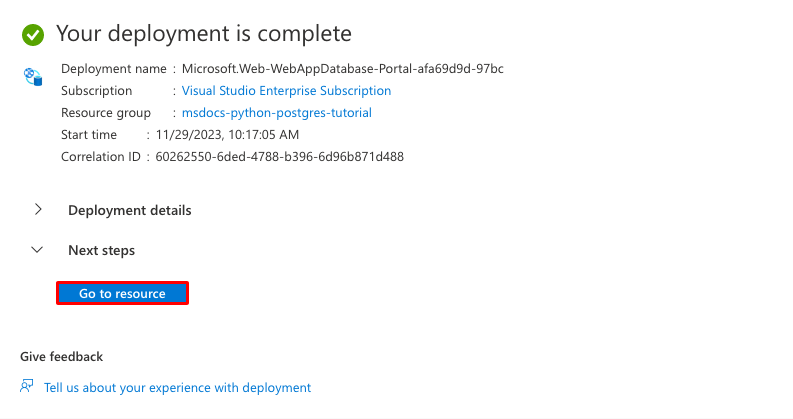 Your deployment is complete
Deployment name : Microsoft.Web-WebAppDatabase-Portal-afa69d9d-97bc
Subscription : Visual Studio Enterprise Subscription
Resource group : msdocs-python-postgres-tutorial
Start time : 11/29/2023, 10:17:05 AM
Correlation ID : 60262550-6ded-4788-b396-6d96b871d488
Deployment details
Next steps
Go to resource
Give feedback
Tell us about your experience with deployment